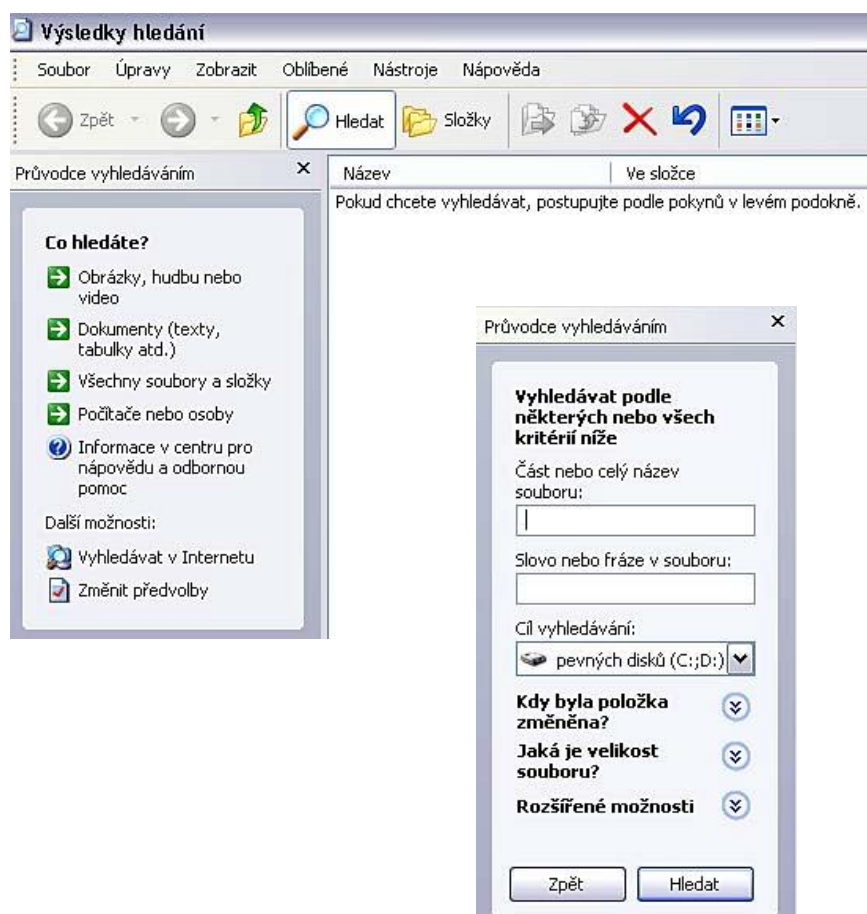 Výsledky hledání
Soubor Úpravy Zobrazit Oblíbené Nástroje Nápověda
Zpět Hledat Složky
Průvodce vyhledáváním
Název Ve složce
Pokud chcete vyhledávat, postupujte podle pokynů v levém podokně.
Co hledáte?
Obrázky, hudbu nebo
video
Dokumenty (texty,
tabulky atd.)
Všechny soubory a složky
Počítače nebo osoby
Informace v centru pro
nápovědu a odbornou
pomoc
Další možnosti:
Vyhledávat v Internetu
Změnit předvolby
Průvodce vyhledáváním
Vyhledávat podle
některých nebo všech
kritérií níže
Část nebo celý název
souboru:
Slovo nebo fráze v souboru:
Cíl vyhledávání:
pevných disků (C:;D:)
Kdy byla položka
změněna?
Jaká je velikost
souboru?
Rozšířené možnosti
Zpět Hledat